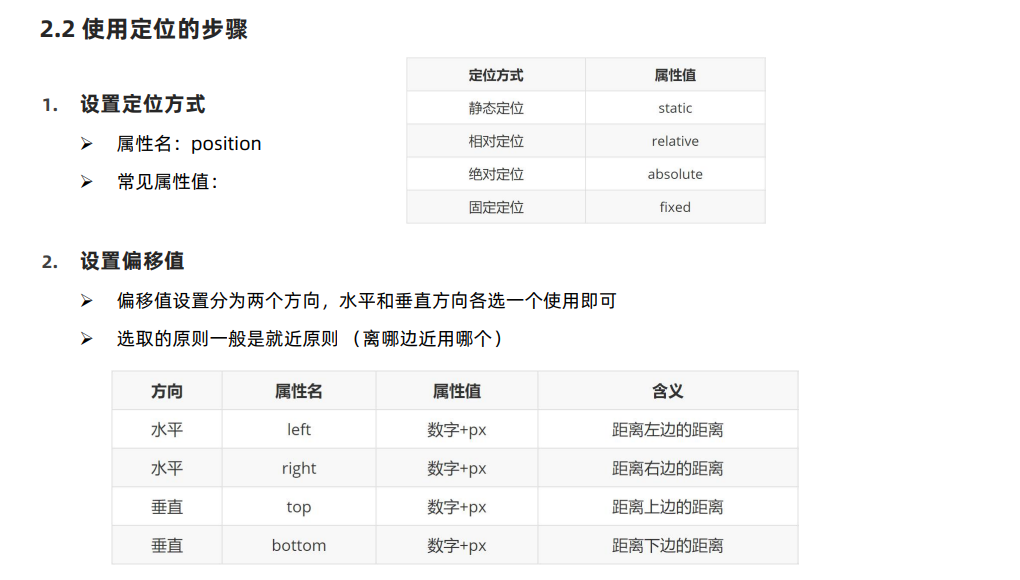 2.2 使用定位的步骤
1. 设置定位方式
➢ 属性名：position
➢ 常见属性值：
定位方式 属性值
静态定位 static
相对定位 relative
绝对定位 absolute
固定定位 fixed
2. 设置偏移值
➢ 偏移值设置分为两个方向，水平和垂直方向各选一个使用即可
➢ 选取的原则一般是就近原则 （离哪边近用哪个）
方向 属性名 属性值 含义
水平 left 数字+px 距离左边的距离
水平 right 数字+px 距离右边的距离
垂直 top 数字+px 距离上边的距离
垂直 bottom 数字+px 距离下边的距离